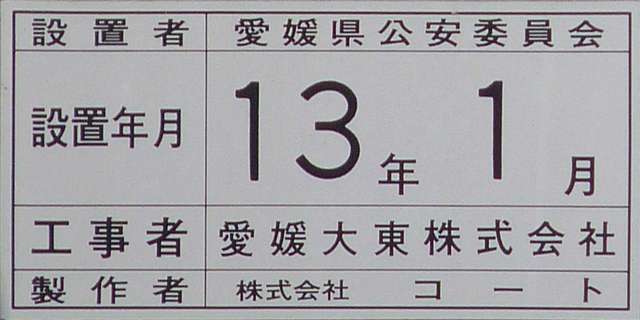 設置者 愛媛県公安委員会
設置年月 13年1月
工事者 愛媛大東株式会社
製作者 株式会社 コート